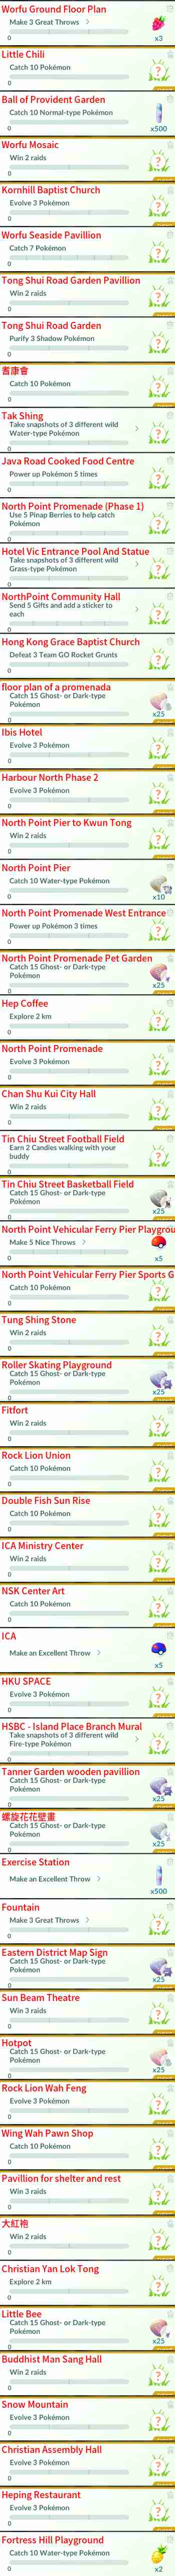 Worfu Ground Floor Plan
Make 3 Great Throws
0
x3
Little Chili
Catch 10 Pokémon
0
Ball of Provident Garden
Catch 10 Normal-type Pokémon
0
x500
Worfu Mosaic
Win 2 raids
0
Kornhill Baptist Church
Evolve 3 Pokémon
0
Worfu Seaside Pavillion
Catch 7 Pokémon
0
Tong Shui Road Garden Pavillion
Win 2 raids
0
Tong Shui Road Garden
Purify 3 Shadow Pokémon
0
耆康會
Catch 10 Pokémon
0
Tak Shing
Take snapshots of 3 different wild
Water-type Pokémon
0
Java Road Cooked Food Centre
Power up Pokémon 5 times
0
North Point Promenade (Phase 1)
Use 5 Pinap Berries to help catch
Pokémon
0
Hotel Vic Entrance Pool And Statue
Take snapshots of 3 different wild
Grass-type Pokémon
0
NorthPoint Community Hall
Send 5 Gifts and add a sticker to
each
0
Hong Kong Grace Baptist Church
Defeat 3 Team GO Rocket Grunts
0
floor plan of a promenada
Catch 15 Ghost- or Dark-type
Pokémon
0
x25
Ibis Hotel
Evolve 3 Pokémon
0
Harbour North Phase 2
Evolve 3 Pokémon
0
North Point Pier to Kwun Tong
Win 2 raids
0
North Point Pier
Catch 10 Water-type Pokémon
0
x10
North Point Promenade West Entrance
Power up Pokémon 3 times
0
North Point Promenade Pet Garden
Catch 15 Ghost- or Dark-type
Pokémon
0
x25
Hep Coffee
Explore 2 km
0
North Point Promenade
Evolve 3 Pokémon
0
Chan Shu Kui City Hall
Win 2 raids
0
Tin Chiu Street Football Field
Earn 2 Candies walking with your
buddy
0
Tin Chiu Street Basketball Field
Catch 15 Ghost- or Dark-type
Pokémon
0
x25
North Point Vehicular Ferry Pier Playgrou
Make 5 Nice Throws
0
x5
North Point Vehicular Ferry Pier Sports G
Catch 10 Pokémon
0
Tung Shing Stone
Win 2 raids
0
Roller Skating Playground
Catch 15 Ghost- or Dark-type
Pokémon
0
x25
Fitfort
Win 2 raids
0
Rock Lion Union
Catch 10 Pokémon
0
Double Fish Sun Rise
Catch 10 Pokémon
0
ICA Ministry Center
Win 2 raids
0
NSK Center Art
Catch 10 Pokémon
0
ICA
Make an Excellent Throw
x5
HKU SPACE
Evolve 3 Pokémon
0
HSBC - Island Place Branch Mural
Take snapshots of 3 different wild
Fire-type Pokémon
0
Tanner Garden wooden pavillion
Catch 15 Ghost- or Dark-type
Pokémon
0
x25
螺旋花花壁畫
Catch 15 Ghost- or Dark-type
Pokémon
0
x25
Exercise Station
Make an Excellent Throw
x500
Fountain
Make 3 Great Throws
0
Eastern District Map Sign
Catch 15 Ghost- or Dark-type
Pokémon
0
x25
Sun Beam Theatre
Win 3 raids
0
Hotpot
Catch 15 Ghost- or Dark-type
Pokémon
0
x25
Rock Lion Wah Feng
Evolve 3 Pokémon
0
Wing Wah Pawn Shop
Catch 10 Pokémon
0
Pavillion for shelter and rest
Win 3 raids
0
大紅袍
Win 2 raids
0
Christian Yan Lok Tong
Explore 2 km
0
Little Bee
Catch 15 Ghost- or Dark-type
Pokémon
0
x25
Buddhist Man Sang Hall
Win 2 raids
0
Snow Mountain
Evolve 3 Pokémon
0
Christian Assembly Hall
Evolve 3 Pokémon
0
Heping Restaurant
Evolve 3 Pokémon
0
Fortress Hill Playground
Catch 10 Water-type Pokémon
0
x2